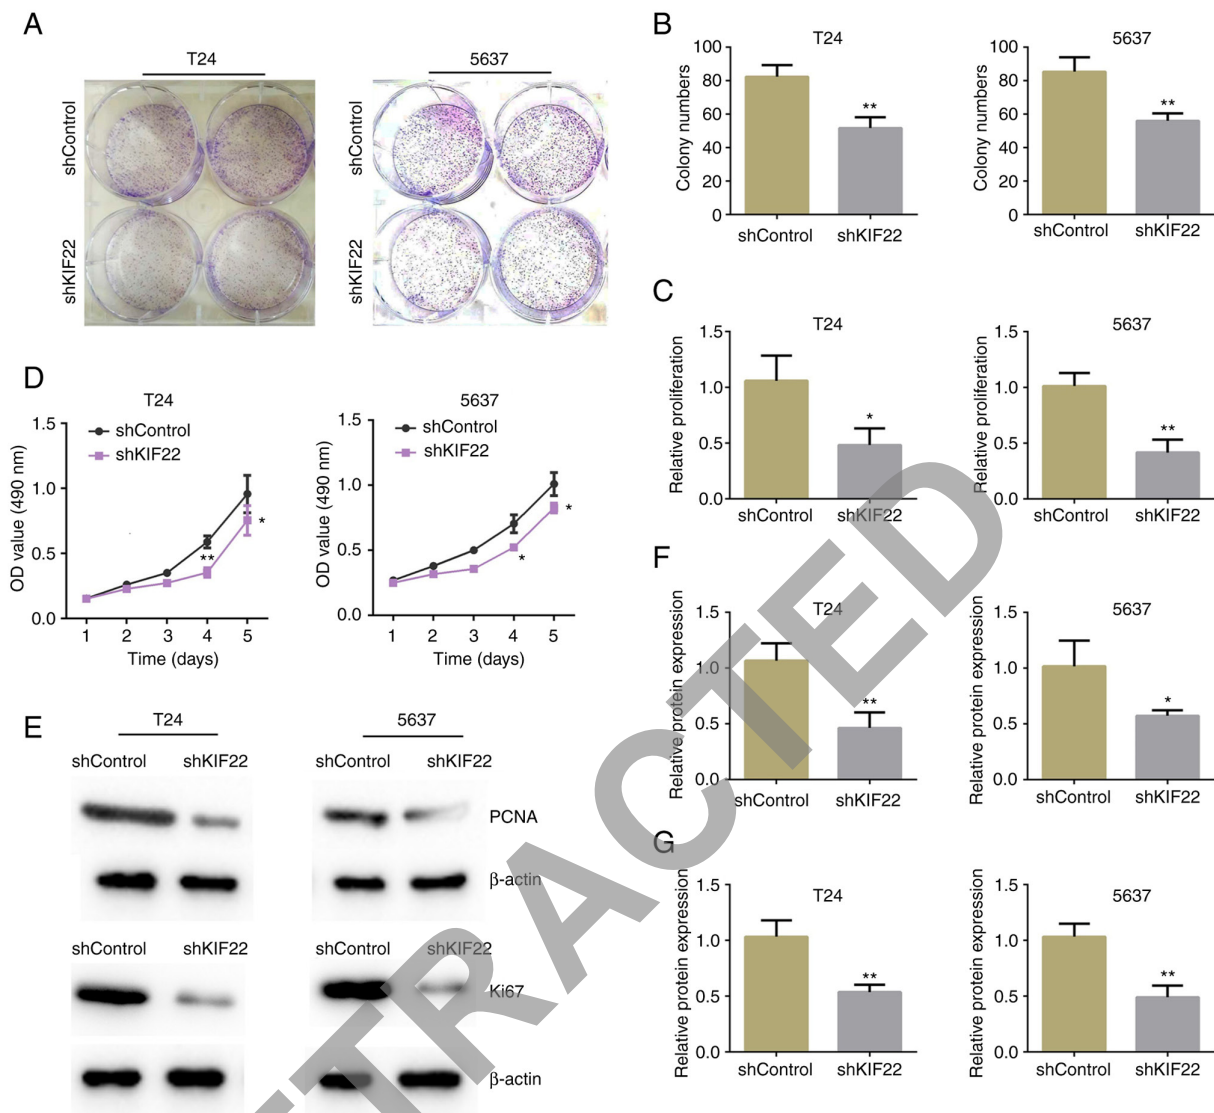 A
T24
5637
shControl
shKIF22
B
T24
5637
Colony numbers
100
80
60
40
20
0
**
shControl
shKIF22
Colony numbers
100
80
60
40
20
0
**
shControl
shKIF22
C
T24
5637
Relative proliferation
1.5
1.0
0.5
0.0
*
shControl
shKIF22
Relative proliferation
1.5
1.0
0.5
0.0
**
shControl
shKIF22
D
T24
5637
OD value (490 nm)
1.5
1.0
0.5
0.0
shControl
shKIF22
**
*
1 2 3 4 5
Time (days)
OD value (490 nm)
1.5
1.0
0.5
0.0
shControl
shKIF22
*
*
1 2 3 4 5
Time (days)
E
T24
5637
shControl shKIF22 shControl shKIF22
PCNA
β-actin
shControl shKIF22 shControl shKIF22
Ki67
β-actin
F
T24
5637
Relative protein expression
1.5
1.0
0.5
0.0
**
shControl
shKIF22
Relative protein expression
1.5
1.0
0.5
0.0
*
shControl
shKIF22
G
T24
5637
Relative protein expression
1.5
1.0
0.5
0.0
**
shControl
shKIF22
Relative protein expression
1.5
1.0
0.5
0.0
**
shControl
shKIF22
TRACTED